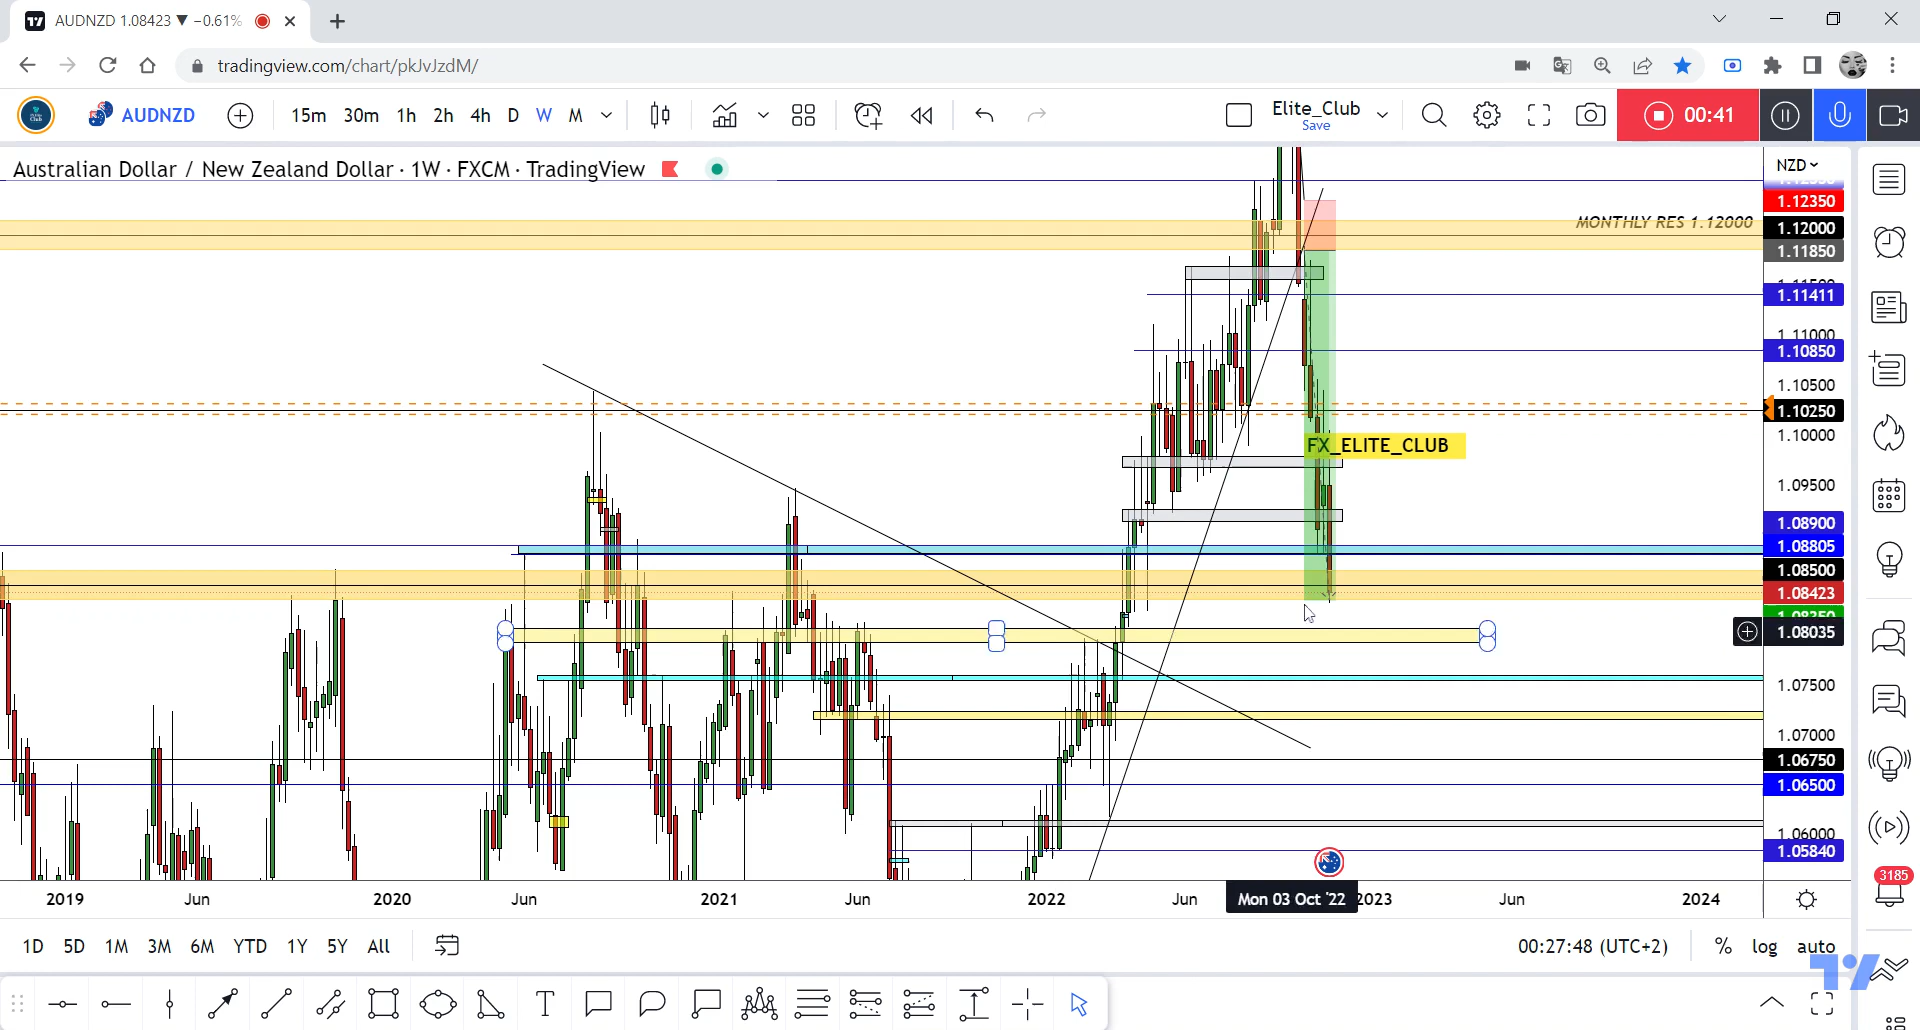 AUDNZD 1.08423 ▼ −0.61%
tradingview.com/chart/pkJvJzdM/
AUDNZD
15m 30m 1h 2h 4h D W M
Elite_Club
Save
00:41
Australian Dollar / New Zealand Dollar · 1W · FXCM · TradingView
NZD
1.12350
MONTHLY RES 1.12000
1.12000
1.11850
1.11411
1.11000
1.10850
1.10500
1.10250
1.10000
FX_ELITE_CLUB
1.09500
1.08900
1.08805
1.08500
1.08423
1.08035
1.07500
1.07000
1.06750
1.06500
1.06000
1.05840
2019 Jun 2020 Jun 2021 Jun 2022 Jun Mon 03 Oct '22 2023 Jun 2024
3185
1D 5D 1M 3M 6M YTD 1Y 5Y All
00:27:48 (UTC+2) % log auto